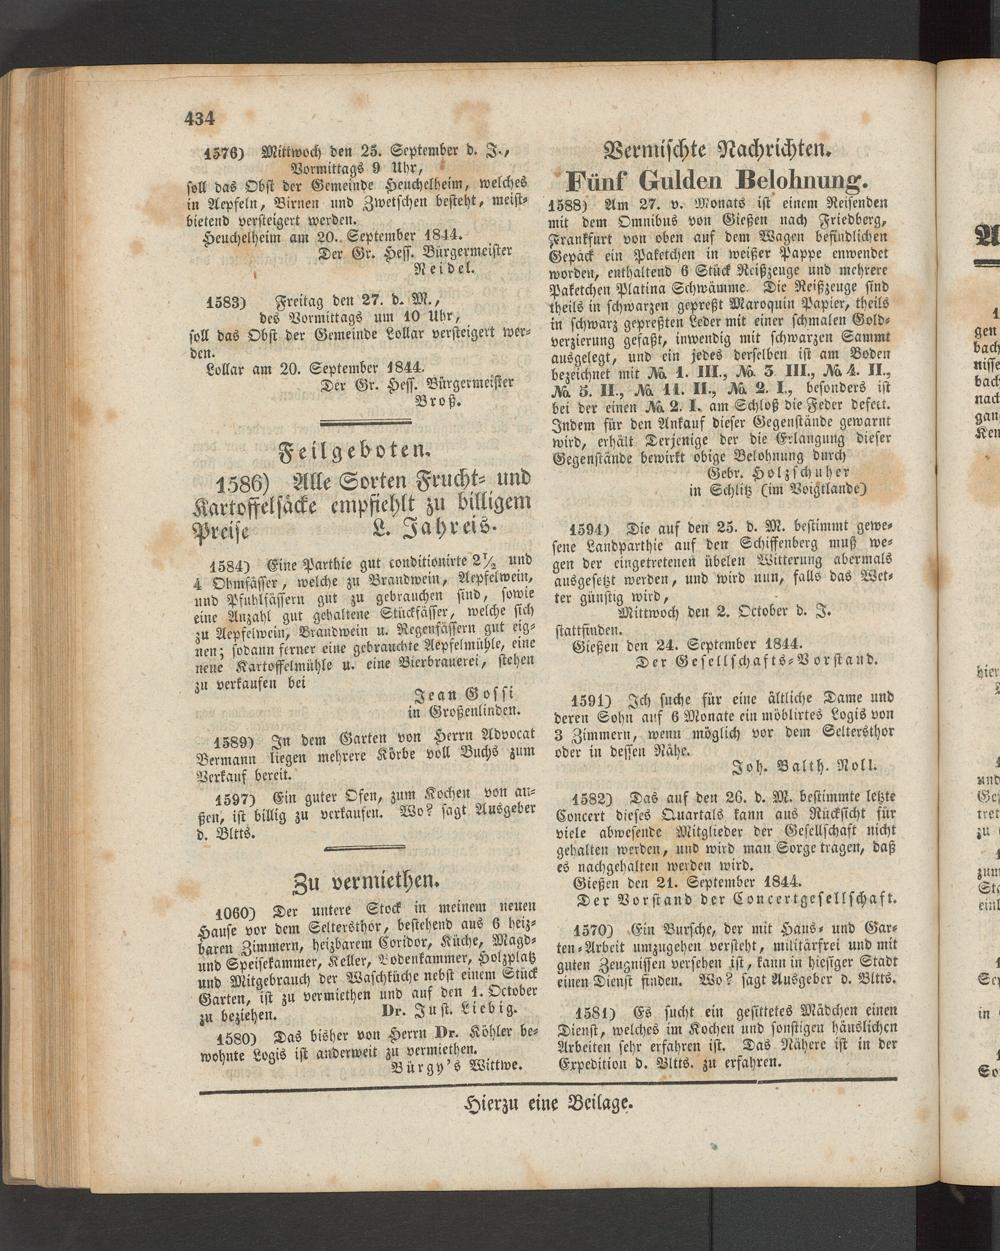 434
1576) Mittwoch den 25. September d. J.,
Vormittags 9 Uhr,
soll das Obst der Gemeinde Heuchelheim, welches
in Aepfeln, Birnen und Zwetschen besteht, meist-
bietend versteigert werden.
Heuchelheim am 20. September 1844.
Der Gr. Hess. Bürgermeister
Reidel.
1583) Freitag den 27. d. M.,
des Vormittags um 10 Uhr,
soll das Obst der Gemeinde Lollar versteigert wer-
den.
Lollar am 20. September 1844.
Der Gr. Hess. Bürgermeister
Broß.
Feilgeboten.
1586) Alle Sorten Frucht- und
Kartoffelsäcke empfiehlt zu billigem
Preise L. Jahreis.
1584) Eine Parthie gut conditionirte 2½ und
4 Ohmfässer, welche zu Brandwein, Aepfelwein,
und Pfuhlfässern gut zu gebrauchen sind, sowie
eine Anzahl gut gehaltene Stückfässer, welche sich
zu Aepfelwein, Brandwein u. Regenfässern gut eig-
nen; sodann ferner eine gebrauchte Aepfelmühle, eine
neue Kartoffelmühle u. eine Bierbrauerei, stehen
zu verkaufen bei
Jean Gossi
in Großenlinden.
1589) In dem Garten von Herrn Advocat
Bermann liegen mehrere Körbe voll Buchs zum
Verkauf bereit.
1597) Ein guter Ofen, zum Kochen von au-
ßen, ist billig zu verkaufen. Wo? sagt Ausgeber
d. Bltts.
Zu vermiethen.
1060) Der untere Stock in meinem neuen
Hause vor dem Seltersthor, bestehend aus 6 heiz-
baren Zimmern, heizbarem Coridor, Küche, Magd-
und Speisekammer, Keller, Bodenkammer, Holzplatz
und Mitgebrauch der Waschküche nebst einem Stück
Garten, ist zu vermiethen und auf den 1. October
zu beziehen. Dr. Just. Liebig.
1580) Das bisher von Herrn Dr. Köhler be-
wohnte Logis ist anderweit zu vermiethen.
Bürgy's Wittwe.
Vermischte Nachrichten.
Fünf Gulden Belohnung.
1588) Am 27. v. Monats ist einem Reisenden
mit dem Omnibus von Gießen nach Friedberg,
Frankfurt von oben auf dem Wagen befindlichen
Gepäck ein Paketchen in weißer Pappe entwendet
worden, enthaltend 6 Stück Reißzeuge und mehrere
Paketchen Platina Schwämme. Die Reißzeuge sind
theils in schwarzen gepreßt Maroquin Papier, theils
in schwarz gepreßten Leder mit einer schmalen Gold-
verzierung gefaßt, inwendig mit schwarzen Sammt
ausgelegt, und ein jedes derselben ist am Boden
bezeichnet mit № 1. III., № 3 III., № 4. II.,
№ 5. II., № 11. II., № 2. I., besonders ist
bei der einen № 2. I. am Schloß die Feder defect.
Indem für den Ankauf dieser Gegenstände gewarnt
wird, erhält Derjenige der die Erlangung dieser
Gegenstände bewirkt obige Belohnung durch
Gebr. Holzschuher
in Schlitz (im Voigtlande)
1594) Die auf den 25. d. M. bestimmt gewe-
sene Landparthie auf den Schiffenberg muß we-
gen der eingetretenen übelen Witterung abermals
ausgesetzt werden, und wird nun, falls das Wet-
ter günstig wird,
Mittwoch den 2. October d. J.
stattfinden.
Gießen den 24. September 1844.
Der Gesellschafts-Vorstand.
1591) Ich suche für eine ältliche Dame und
deren Sohn auf 6 Monate ein möblirtes Logis von
3 Zimmern, wenn möglich vor dem Seltersthor
oder in dessen Nähe.
Joh. Balth. Noll.
1582) Das auf den 26. d. M. bestimmte letzte
Concert dieses Quartals kann aus Rücksicht für
viele abwesende Mitglieder der Gesellschaft nicht
gehalten werden, und wird man Sorge tragen, daß
es nachgehalten werden wird.
Gießen den 21. September 1844.
Der Vorstand der Concertgesellschaft.
1570) Ein Bursche, der mit Haus- und Gar-
ten-Arbeit umzugehen versteht, militärfrei und mit
guten Zeugnissen versehen ist, kann in hiesiger Stadt
einen Dienst finden. Wo? sagt Ausgeber d. Bltts.
1581) Es sucht ein gesittetes Mädchen einen
Dienst, welches im Kochen und sonstigen häuslichen
Arbeiten sehr erfahren ist. Das Nähere ist in der
Expedition d. Bltts. zu erfahren.
Hierzu eine Beilage.